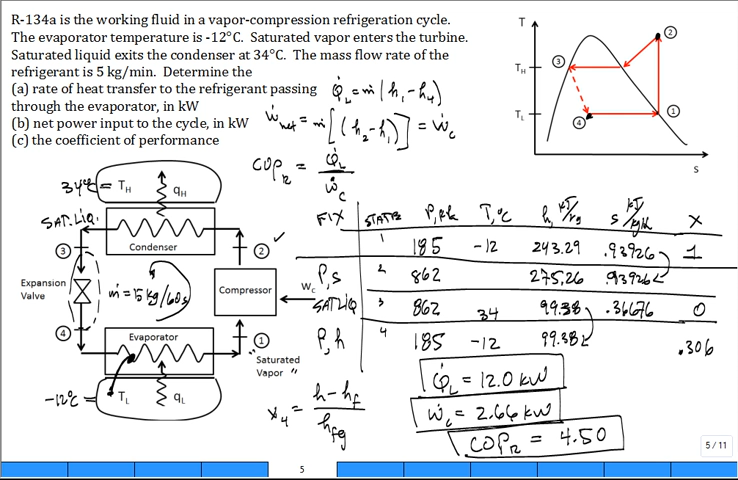 R-134a is the working fluid in a vapor-compression refrigeration cycle.
The evaporator temperature is -12°C. Saturated vapor enters the turbine.
Saturated liquid exits the condenser at 34°C. The mass flow rate of the
refrigerant is 5 kg/min. Determine the
(a) rate of heat transfer to the refrigerant passing
through the evaporator, in kW
(b) net power input to the cycle, in kW
(c) the coefficient of performance
Q̇L = ṁ (h1 - h4)
Ẇnet = ṁ [(h2 - h1)] = Ẇc
COPR = Q̇L / Ẇc
T
2
3
TH
TL
4
1
s
34°C = TH
qH
SAT. LIQ.
Condenser
3
2 ✓
Expansion
Valve
ṁ = 5 kg/60s
Compressor
Wc
4
Evaporator
1
"Saturated
Vapor"
-12°C = TL
qL
FIX STATE P, kPa T, °C h, kJ/kg s kJ/kgK X
1 185 -12 243.29 .93926 1
P, s 2 862 275.26 .93926
SAT LIQ 3 862 34 99.38 .36676 0
P, h 4 185 -12 99.38 .306
x4 = h - hf / hfg
Q̇L = 12.0 kW
Ẇc = 2.66 kW
COPR = 4.50
5
5 / 11